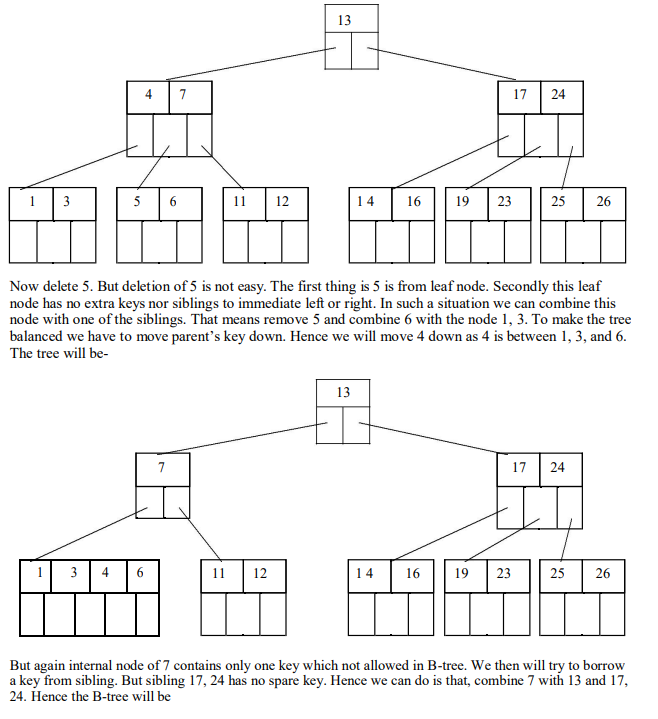 13
4 7
17 24
1 3
5 6
11 12
1 4 16
19 23
25 26
Now delete 5. But deletion of 5 is not easy. The first thing is 5 is from leaf node. Secondly this leaf
node has no extra keys nor siblings to immediate left or right. In such a situation we can combine this
node with one of the siblings. That means remove 5 and combine 6 with the node 1, 3. To make the tree
balanced we have to move parent's key down. Hence we will move 4 down as 4 is between 1, 3, and 6.
The tree will be-
13
7
17 24
1 3 4 6
11 12
1 4 16
19 23
25 26
But again internal node of 7 contains only one key which not allowed in B-tree. We then will try to borrow
a key from sibling. But sibling 17, 24 has no spare key. Hence we can do is that, combine 7 with 13 and 17,
24. Hence the B-tree will be